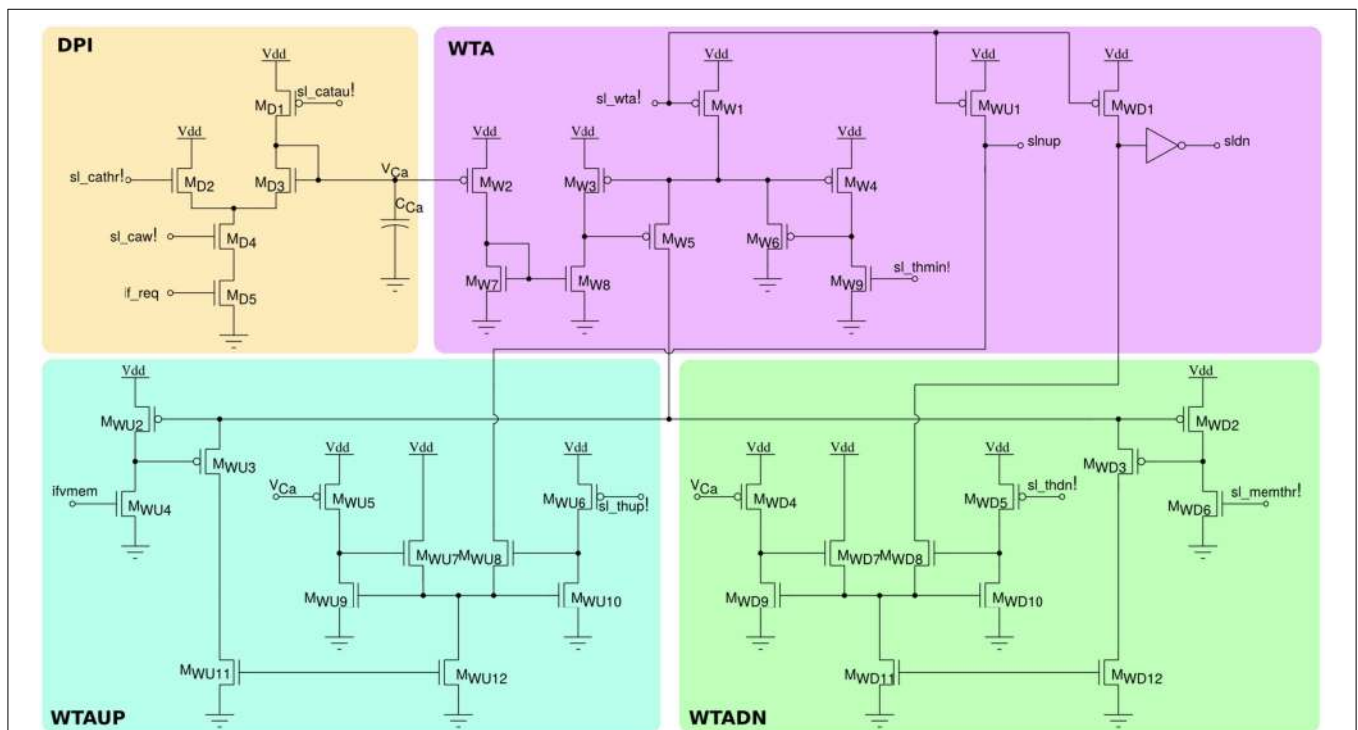 DPI
Vdd
sl_catau!
MD1
Vdd
sl_cathr!
MD2
MD3
VCa
CCa
sl_caw!
MD4
if_req
MD5
WTA
Vdd
sl_wta!
MW1
Vdd
MWU1
slnup
Vdd
MWD1
sldn
Vdd
MW2
Vdd
MW3
Vdd
MW4
MW5
MW6
MW7
MW8
MW9
sl_thmin!
Vdd
MWU2
MWU3
ifvmem
MWU4
Vdd
VCa
MWU5
Vdd
Vdd
MWU6
sl_thup!
MWU7
MWU8
MWU9
MWU10
MWU11
MWU12
WTAUP
Vdd
MWD2
MWD3
sl_memthr!
MWD6
Vdd
VCa
MWD4
Vdd
Vdd
sl_thdn!
MWD5
MWD7
MWD8
MWD9
MWD10
MWD11
MWD12
WTADN